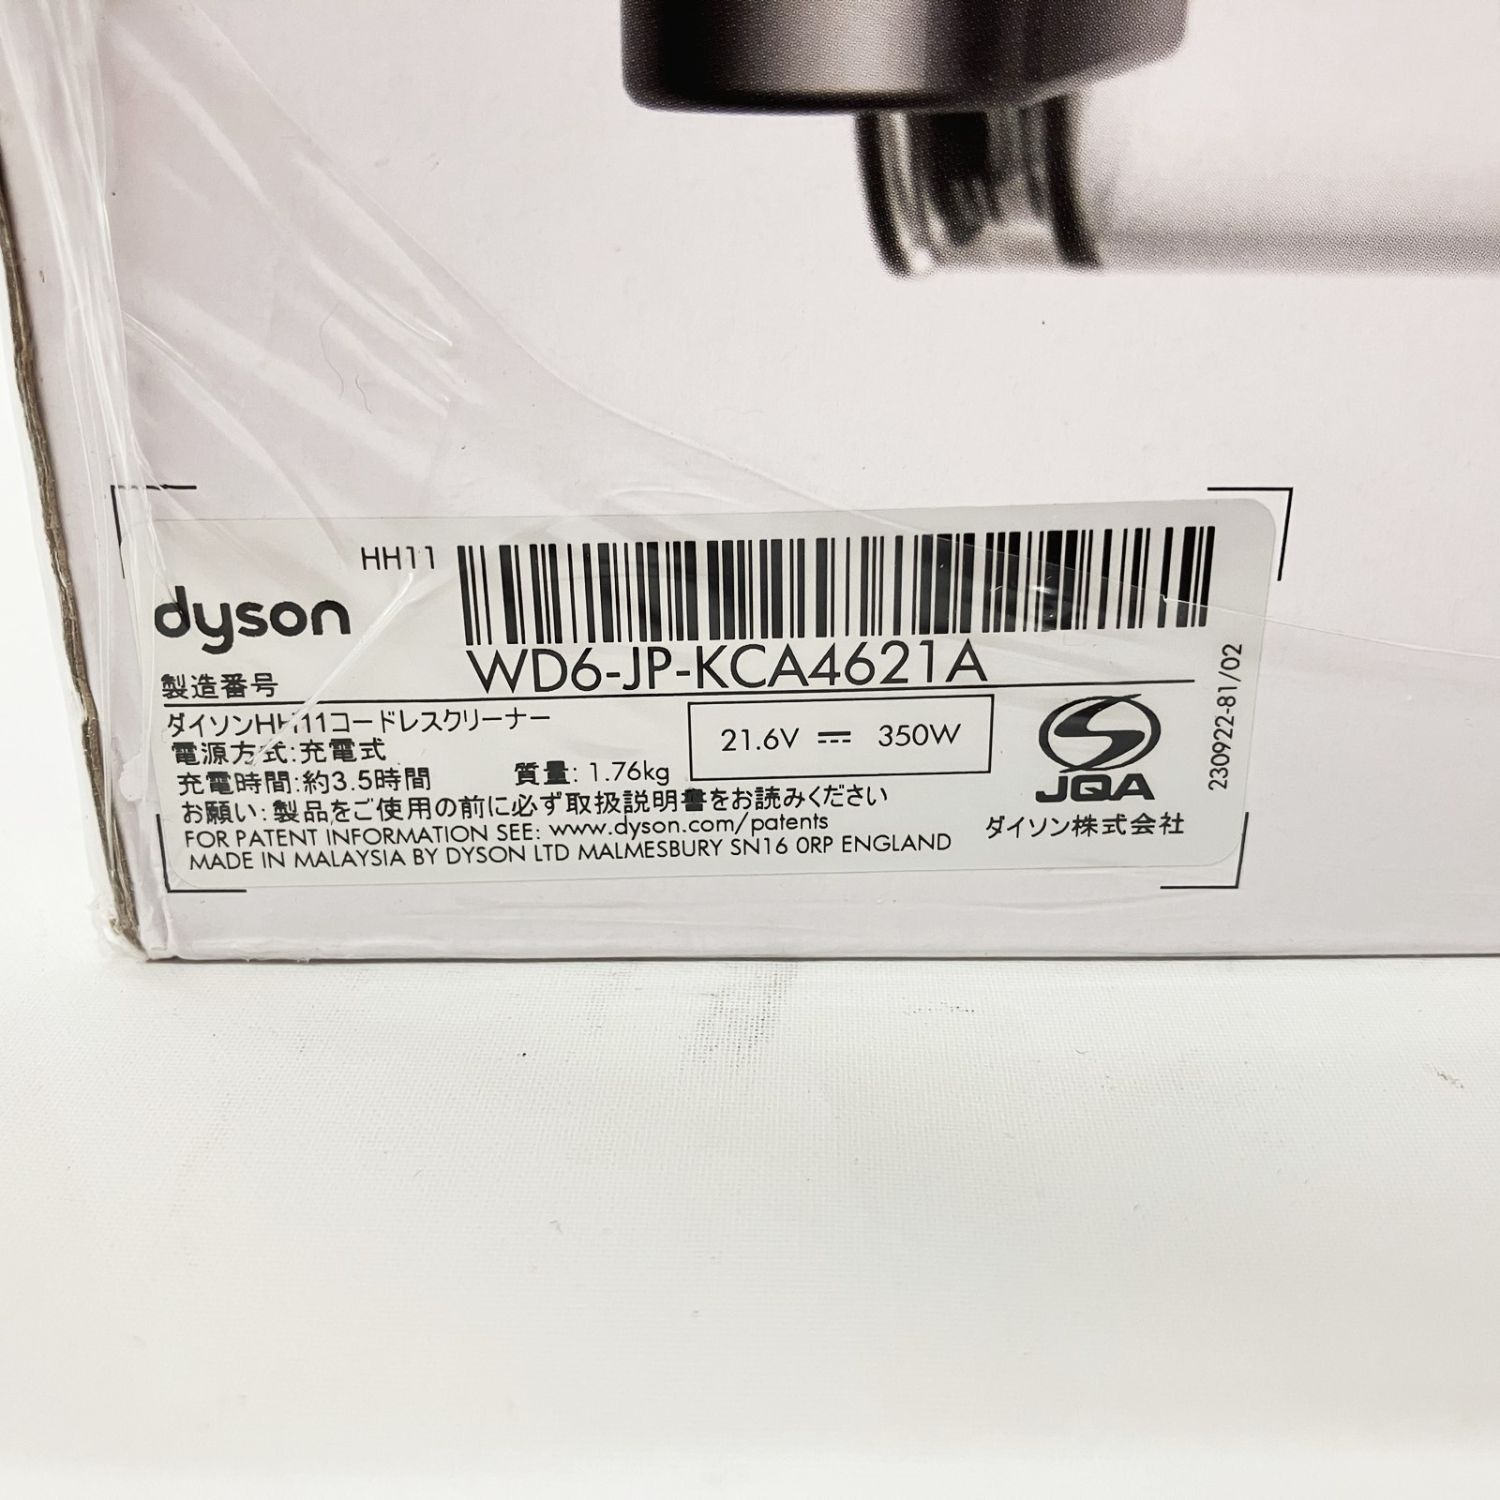 HH11
dyson
WD6-JP-KCA4621A
製造番号
ダイソンHH11コードレスクリーナー
電源方式:充電式
充電時間:約3.5時間
質量: 1.76kg
21.6V 350W
お願い:製品をご使用の前に必ず取扱説明書をお読みください
FOR PATENT INFORMATION SEE: www.dyson.com/patents
MADE IN MALAYSIA BY DYSON LTD MALMESBURY SN16 0RP ENGLAND
JQA
ダイソン株式会社
230922-81/02